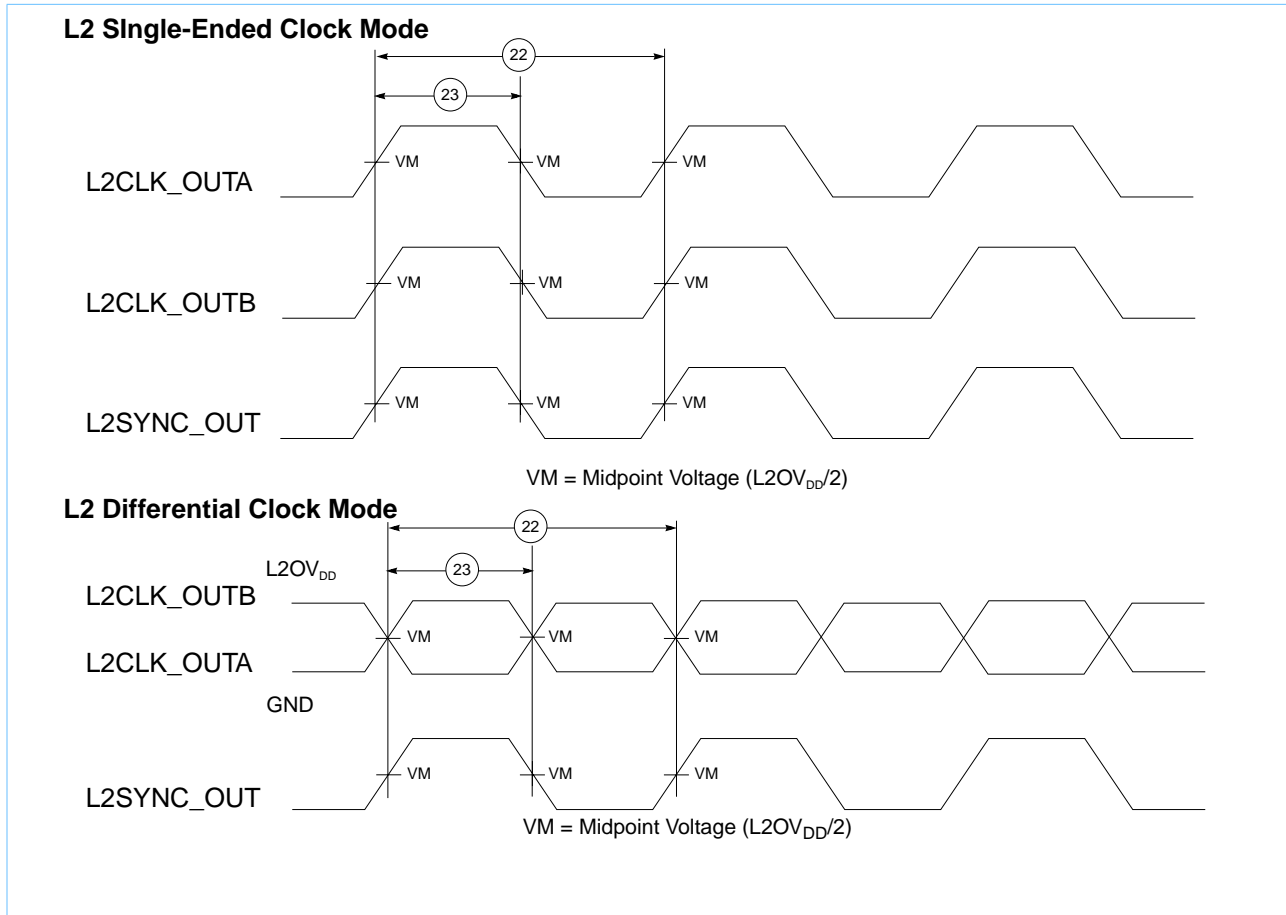 L2 SIngle-Ended Clock Mode
22
23
L2CLK_OUTA
VM VM VM
L2CLK_OUTB
VM VM VM
L2SYNC_OUT
VM VM VM
VM = Midpoint Voltage (L2OVDD/2)
L2 Differential Clock Mode
22
L2OVDD
23
L2CLK_OUTB
VM VM VM
L2CLK_OUTA
GND
L2SYNC_OUT
VM VM VM
VM = Midpoint Voltage (L2OVDD/2)